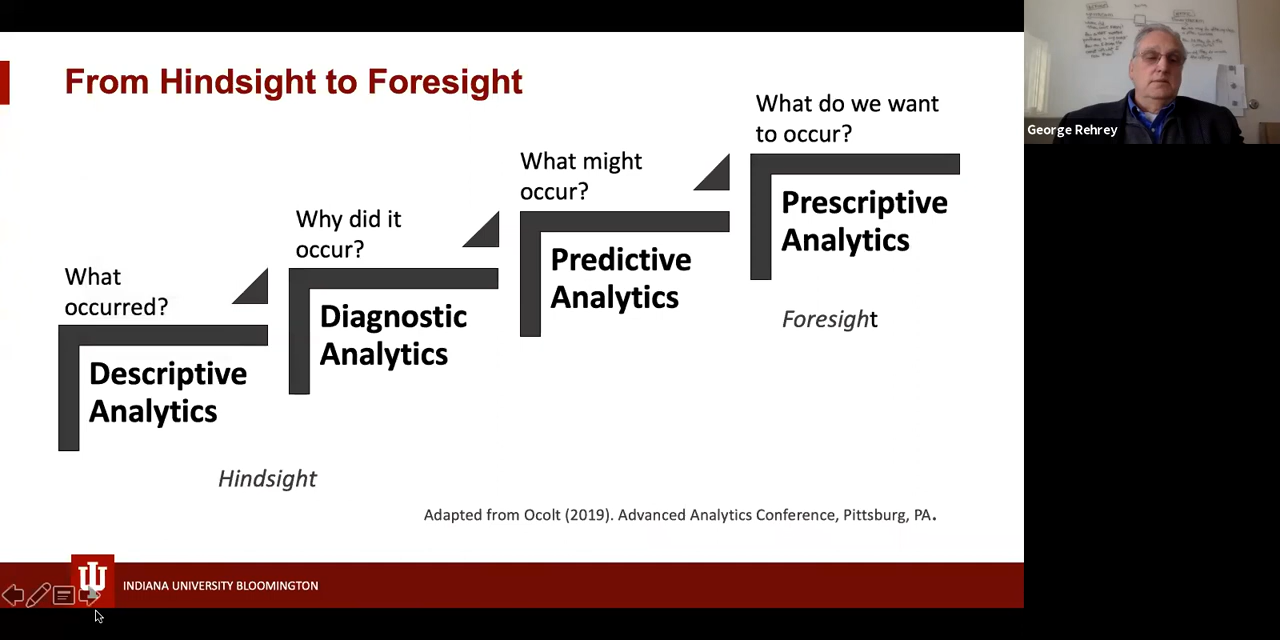 From Hindsight to Foresight
What
occurred?
Descriptive
Analytics
Why did it
occur?
Diagnostic
Analytics
What might
occur?
Predictive
Analytics
What do we want
to occur?
Prescriptive
Analytics
Hindsight
Foresight
Adapted from Ocolt (2019). Advanced Analytics Conference, Pittsburg, PA.
INDIANA UNIVERSITY BLOOMINGTON
George Rehrey